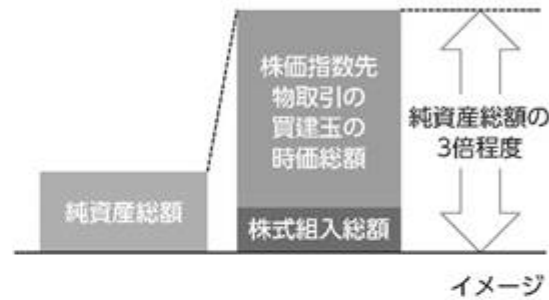 株価指数先
物取引の
買建玉の
時価総額
純資産総額の
3倍程度
純資産総額
株式組入総額
イメージ